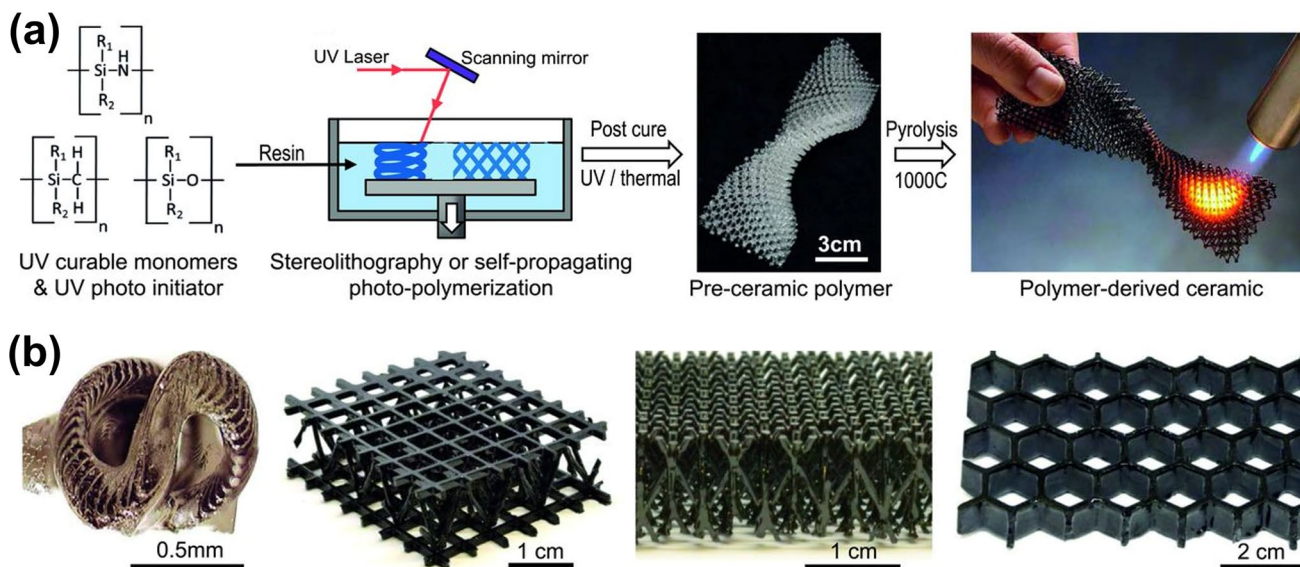 (a)
R1
H
Si
N
R2
n
R1
H
Si
C
R2
H
n
R1
Si
O
R2
n
UV curable monomers
& UV photo initiator
Resin
UV Laser
Scanning mirror
Stereolithography or self-propagating
photo-polymerization
Post cure
UV / thermal
3cm
Pre-ceramic polymer
Pyrolysis
1000C
Polymer-derived ceramic
(b)
0.5mm
1 cm
1 cm
2 cm